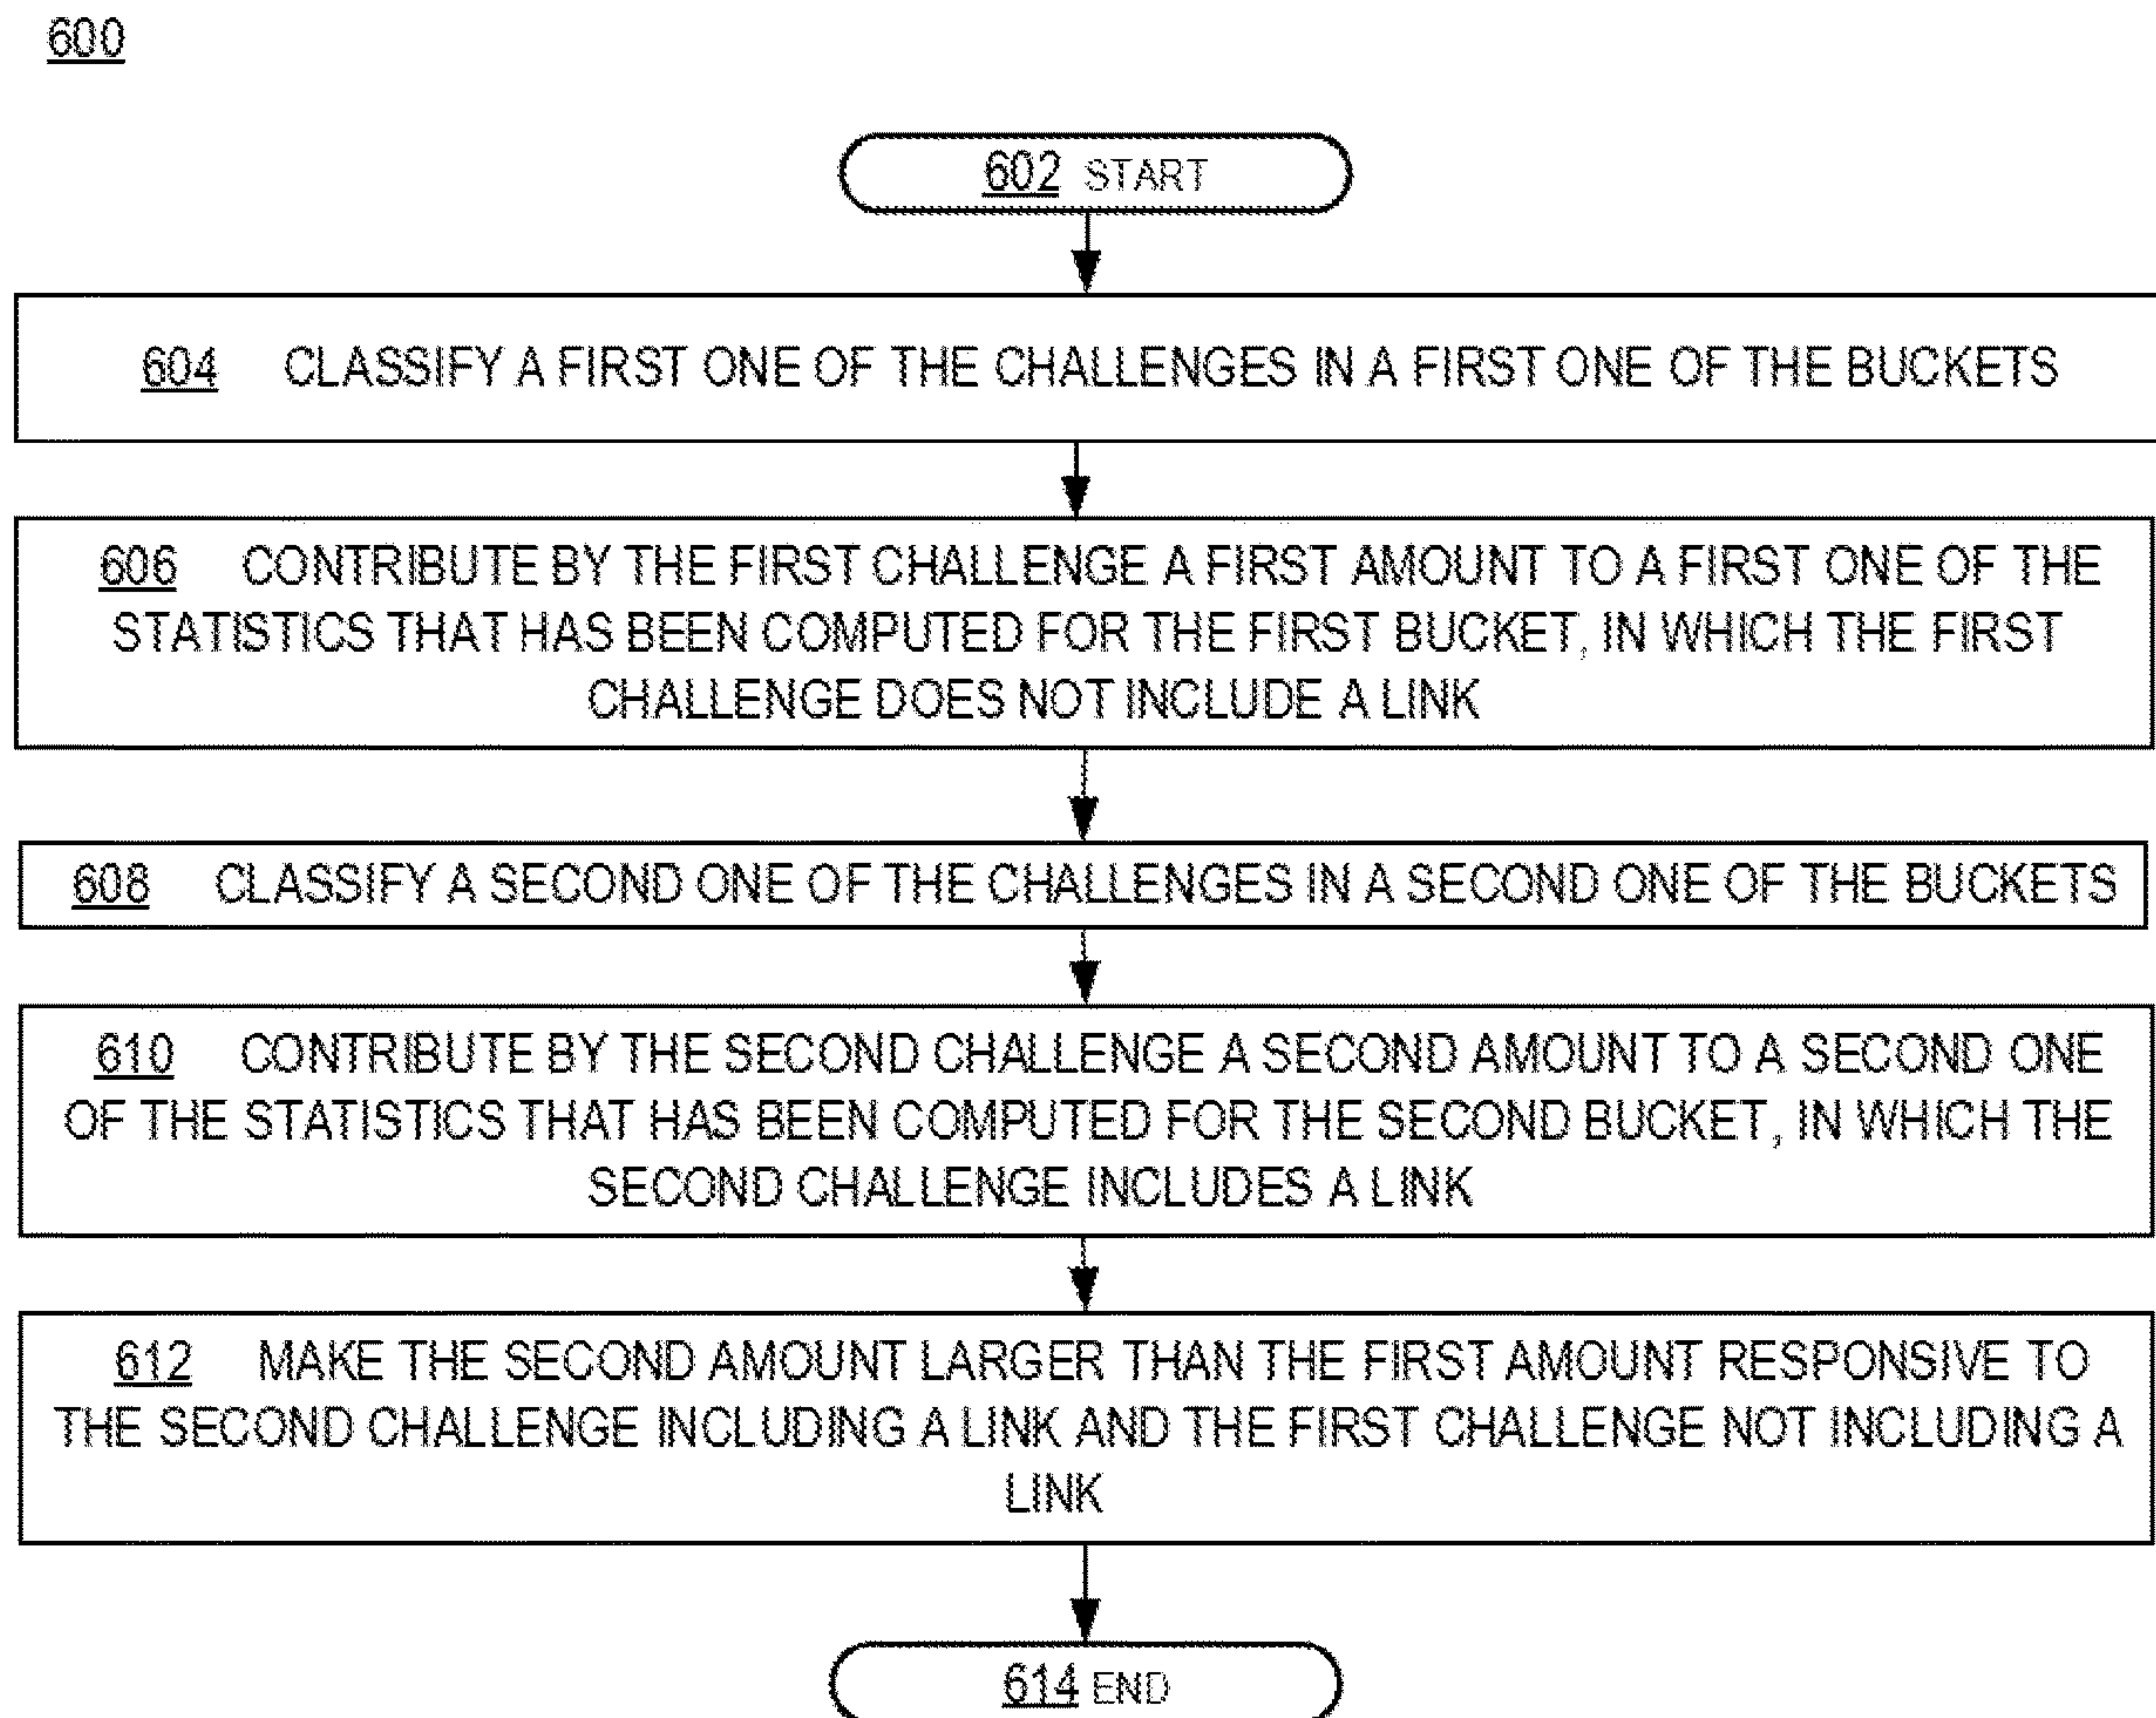 600
602 START
604 CLASSIFY A FIRST ONE OF THE CHALLENGES IN A FIRST ONE OF THE BUCKETS
606 CONTRIBUTE BY THE FIRST CHALLENGE A FIRST AMOUNT TO A FIRST ONE OF THE
STATISTICS THAT HAS BEEN COMPUTED FOR THE FIRST BUCKET, IN WHICH THE FIRST
CHALLENGE DOES NOT INCLUDE A LINK
608 CLASSIFY A SECOND ONE OF THE CHALLENGES IN A SECOND ONE OF THE BUCKETS
610 CONTRIBUTE BY THE SECOND CHALLENGE A SECOND AMOUNT TO A SECOND ONE
OF THE STATISTICS THAT HAS BEEN COMPUTED FOR THE SECOND BUCKET, IN WHICH THE
SECOND CHALLENGE INCLUDES A LINK
612 MAKE THE SECOND AMOUNT LARGER THAN THE FIRST AMOUNT RESPONSIVE TO
THE SECOND CHALLENGE INCLUDING A LINK AND THE FIRST CHALLENGE NOT INCLUDING A
LINK
614 END